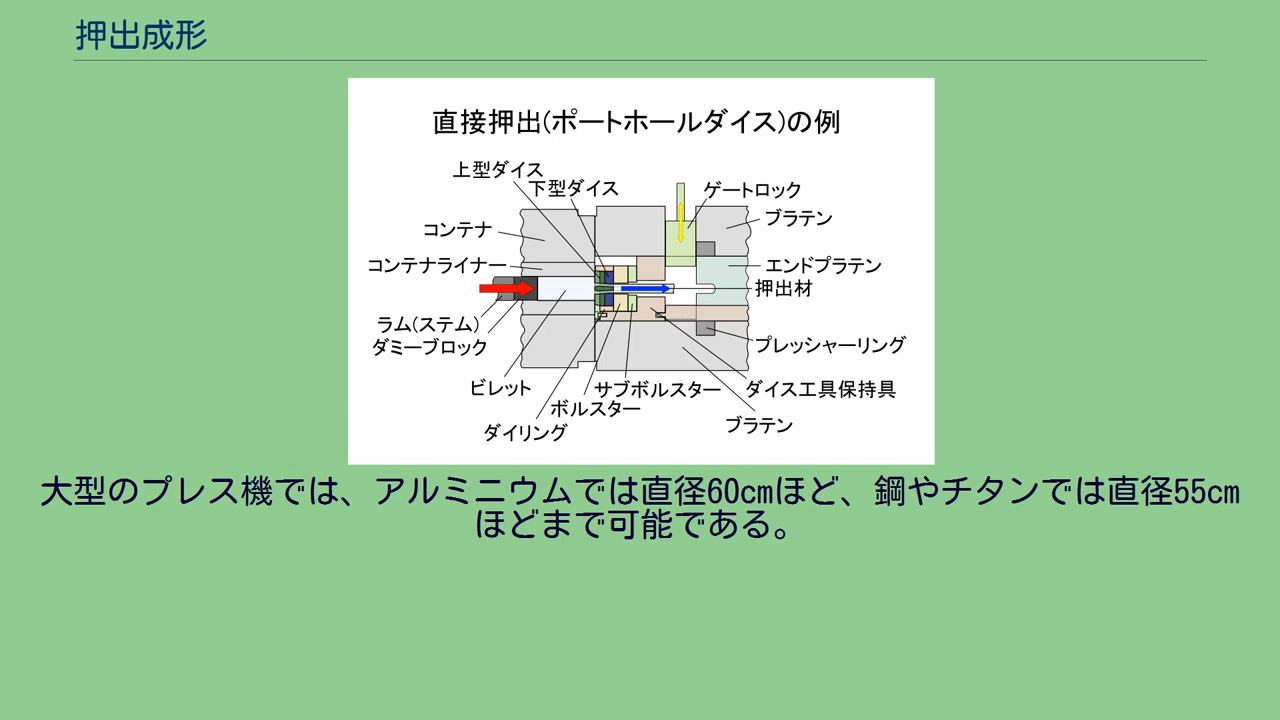 押出成形
直接押出(ポートホールダイス)の例
上型ダイス
下型ダイス
ゲートロック
プラテン
コンテナ
コンテナライナー
エンドプラテン
押出材
ラム(ステム)
ダミーブロック
プレッシャーリング
ビレット
サブボルスター
ダイス工具保持具
ボルスター
プラテン
ダイリング
大型のプレス機では、アルミニウムでは直径60cmほど、鋼やチタンでは直径55cm
ほどまで可能である。